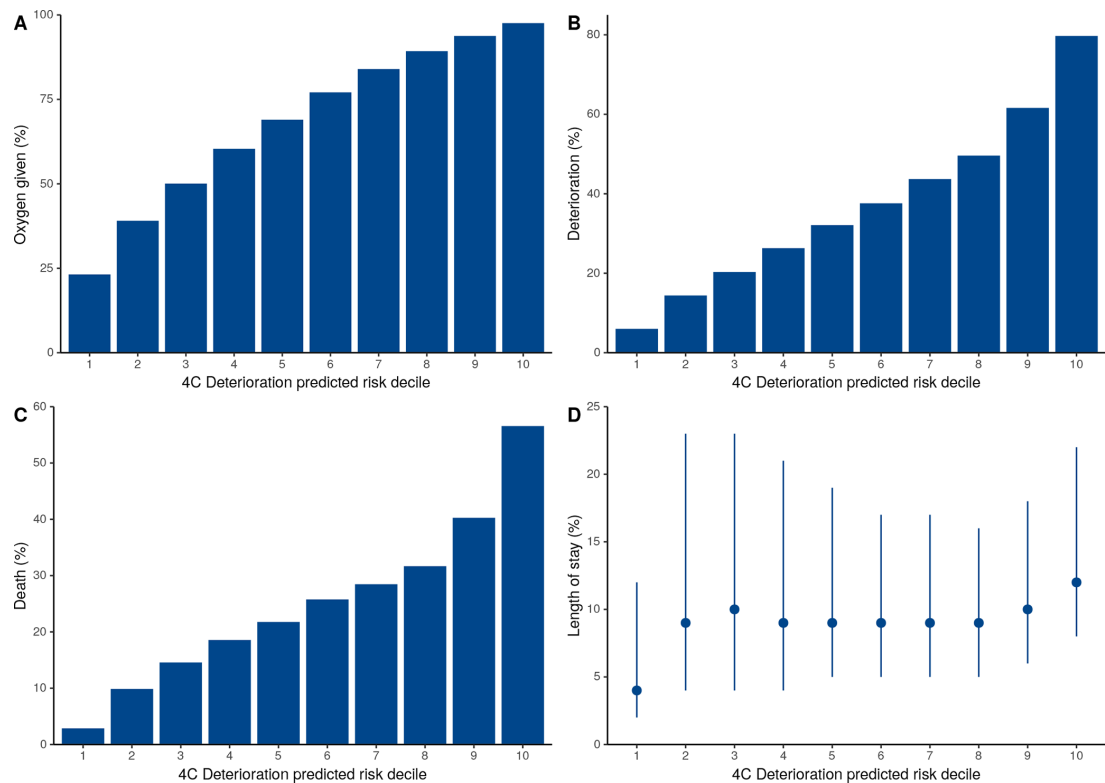 A
Oxygen given (%)
100
75
50
25
0
1 2 3 4 5 6 7 8 9 10
4C Deterioration predicted risk decile
B
Deterioration (%)
80
60
40
20
0
1 2 3 4 5 6 7 8 9 10
4C Deterioration predicted risk decile
C
Death (%)
60
50
40
30
20
10
0
1 2 3 4 5 6 7 8 9 10
4C Deterioration predicted risk decile
D
Length of stay (%)
25
20
15
10
5
0
1 2 3 4 5 6 7 8 9 10
4C Deterioration predicted risk decile